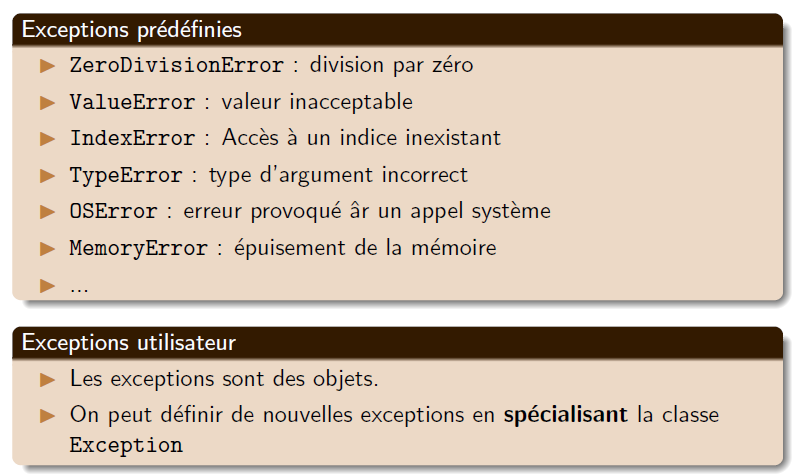 Exceptions prédéfinies
ZeroDivisionError : division par zéro
ValueError : valeur inacceptable
IndexError : Accès à un indice inexistant
TypeError : type d'argument incorrect
OSError : erreur provoqué âr un appel système
MemoryError : épuisement de la mémoire
...
Exceptions utilisateur
Les exceptions sont des objets.
On peut définir de nouvelles exceptions en spécialisant la classe
Exception